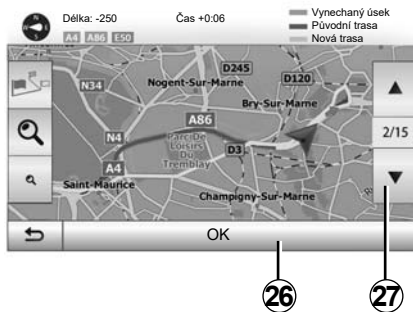 Délka: -250 Čas +0:06
Vynechaný úsek
A4 A86 E50
Původní trasa
Nová trasa
D245
N34
D120
Nogent-Sur-Marne
Bry-Sur-Marne
A86
N4
2/15
Parc De
Loisirs
Du
Tremblay
D3
A4
Saint-Maurice
Champigny-Sur-Marne
OK
26 27